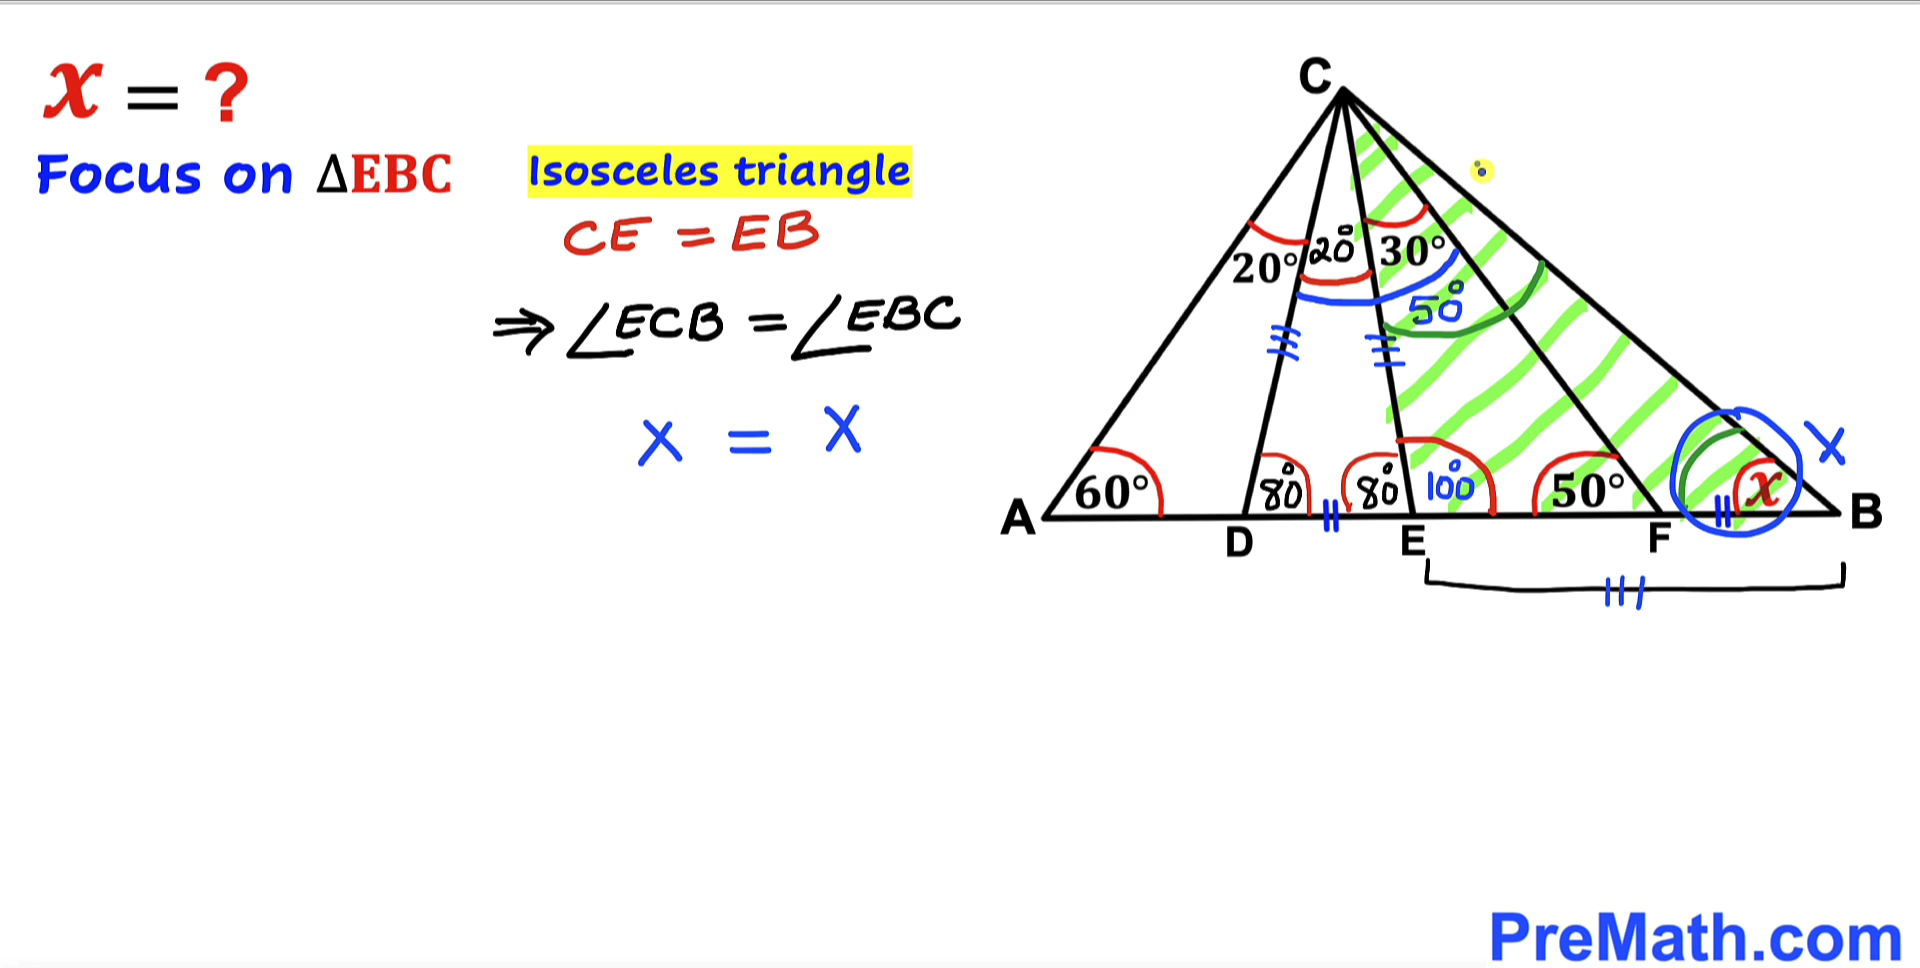 x = ?
Focus on ΔEBC
Isosceles triangle
CE = EB
⇒ ∠ECB = ∠EBC
x = x
C
20°
20°
30°
50°
60°
80°
80°
100°
50°
x
x
A
D
E
F
B
PreMath.com